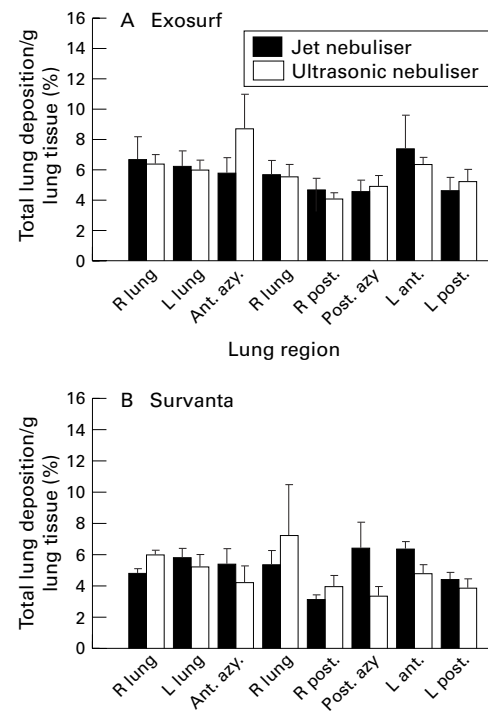 A Exosurf
Jet nebuliser
Ultrasonic nebuliser
Total lung deposition/g
lung tissue (%)
16
14
12
10
8
6
4
2
0
R lung
L lung
Ant. azy.
R lung
R post.
Post. azy
L ant.
L post.
Lung region
B Survanta
Total lung deposition/g
lung tissue (%)
16
14
12
10
8
6
4
2
0
R lung
L lung
Ant. azy.
R lung
R post.
Post. azy
L ant.
L post.